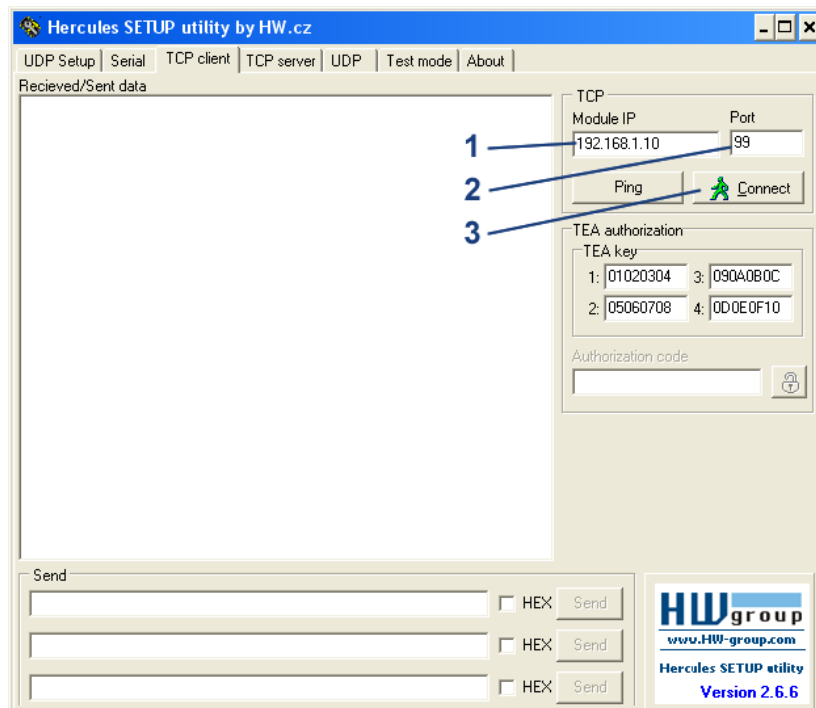 Hercules SETUP utility by HW.cz
UDP Setup Serial TCP client TCP server UDP Test mode About
Recieved/Sent data
TCP
Module IP Port
1 192.168.1.10 99
2 Ping Connect
3
TEA authorization
TEA key
1: 01020304 3: 090A0B0C
2: 05060708 4: 0D0E0F10
Authorization code
Send
HEX Send
HEX Send
HEX Send
HW group
www.HW-group.com
Hercules SETUP utility
Version 2.6.6